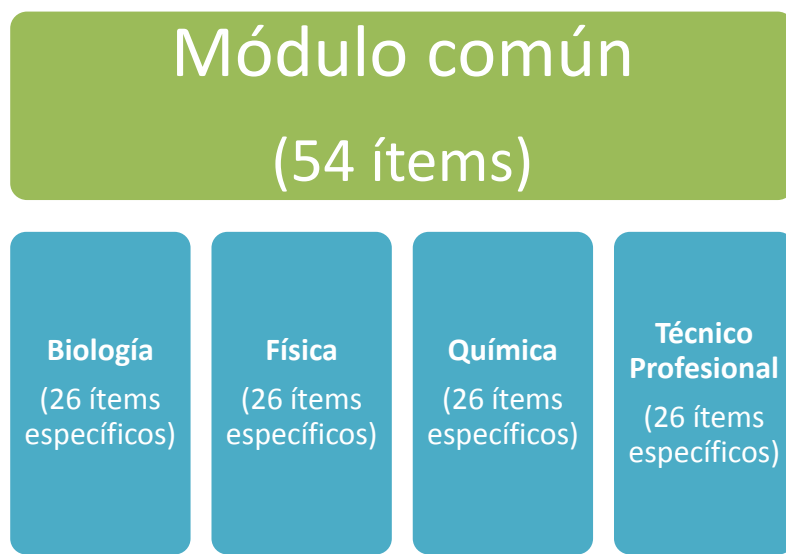 Módulo común
(54 ítems)
Biología
(26 ítems
específicos)
Física
(26 ítems
específicos)
Química
(26 ítems
específicos)
Técnico
Profesional
(26 ítems
específicos)